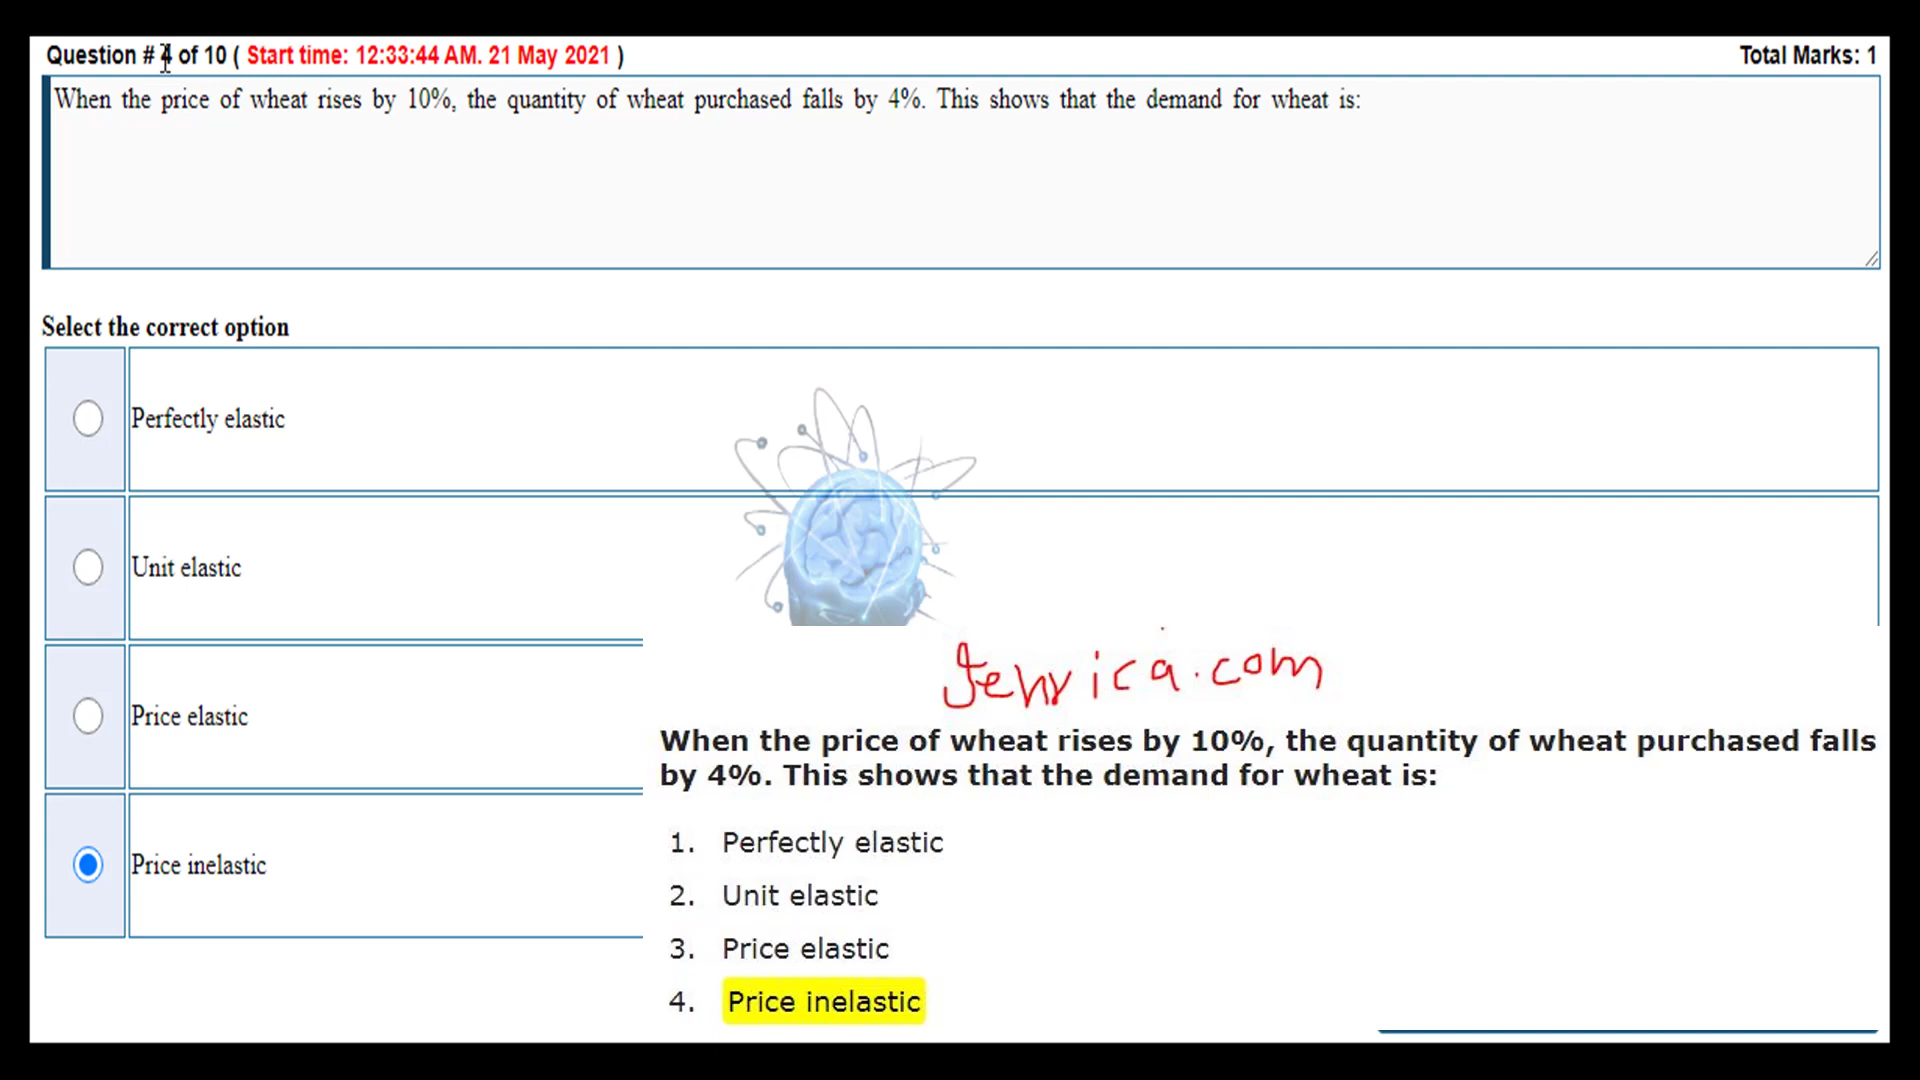 Question # 4 of 10 ( Start time: 12:33:44 AM. 21 May 2021 )
Total Marks: 1
When the price of wheat rises by 10%, the quantity of wheat purchased falls by 4%. This shows that the demand for wheat is:
Select the correct option
Perfectly elastic
Unit elastic
Price elastic
Price inelastic
When the price of wheat rises by 10%, the quantity of wheat purchased falls
by 4%. This shows that the demand for wheat is:
1. Perfectly elastic
2. Unit elastic
3. Price elastic
4. Price inelastic